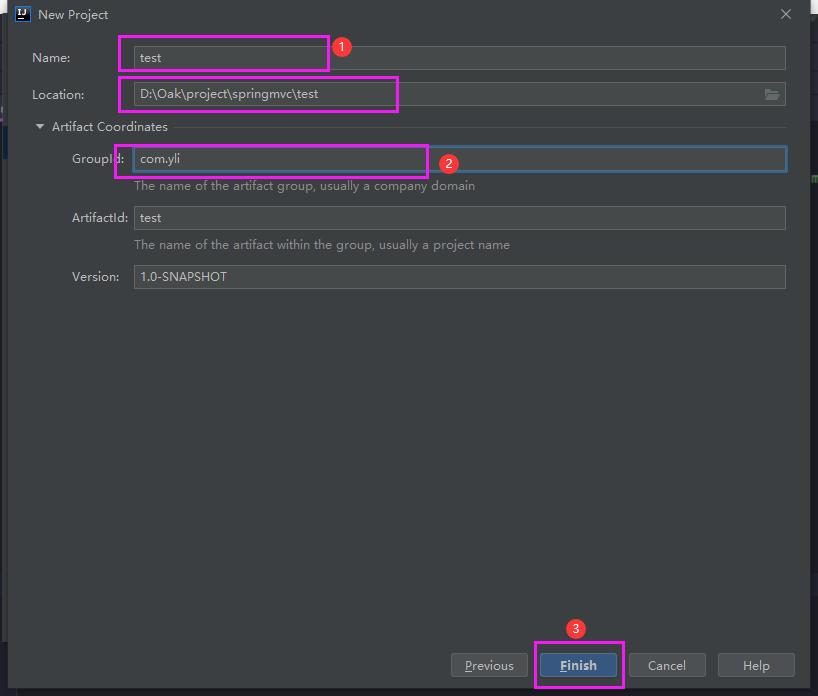 New Project
Name: test
1
Location: D:\Oak\project\springmvc\test
Artifact Coordinates
GroupId: com.yli
2
The name of the artifact group, usually a company domain
ArtifactId: test
The name of the artifact within the group, usually a project name
Version: 1.0-SNAPSHOT
3
Previous Finish Cancel Help